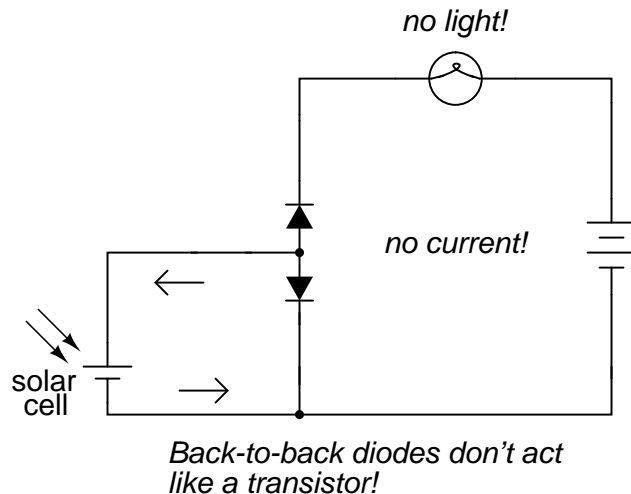 no light!
no current!
solar
cell
Back-to-back diodes don't act
like a transistor!